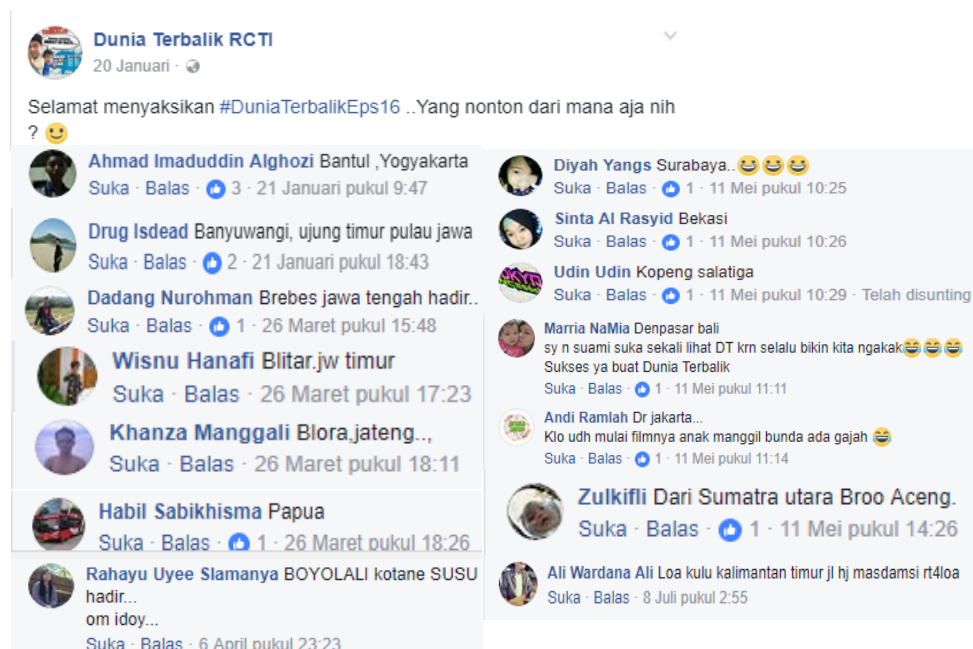 Dunia Terbalik RCTI
20 Januari ·
Selamat menyaksikan #DuniaTerbalikEps16 ..Yang nonton dari mana aja nih
? 🙂
Ahmad Imaduddin Alghozi Bantul ,Yogyakarta
Suka · Balas · 3 · 21 Januari pukul 9:47
Drug Isdead Banyuwangi, ujung timur pulau jawa
Suka · Balas · 2 · 21 Januari pukul 18:43
Dadang Nurohman Brebes jawa tengah hadir..
Suka · Balas · 1 · 26 Maret pukul 15:48
Wisnu Hanafi Blitar.jw timur
Suka · Balas · 26 Maret pukul 17:23
Khanza Manggali Blora,jateng..,
Suka · Balas · 26 Maret pukul 18:11
Habil Sabikhisma Papua
Suka · Balas · 1 · 26 Maret pukul 18:26
Rahayu Uyee Slamanya BOYOLALI kotane SUSU
hadir...
om idoy...
Suka · Balas · 6 April pukul 23:23
Diyah Yangs Surabaya..😄😄😄
Suka · Balas · 1 · 11 Mei pukul 10:25
Sinta Al Rasyid Bekasi
Suka · Balas · 1 · 11 Mei pukul 10:26
Udin Udin Kopeng salatiga
Suka · Balas · 1 · 11 Mei pukul 10:29 · Telah disunting
Marria NaMia Denpasar bali
sy n suami suka sekali lihat DT krn selalu bikin kita ngakak😂😂😂
Sukses ya buat Dunia Terbalik
Suka · Balas · 1 · 11 Mei pukul 11:11
Andi Ramlah Dr jakarta...
Klo udh mulai filmnya anak manggil bunda ada gajah 😂
Suka · Balas · 1 · 11 Mei pukul 11:14
Zulkifli Dari Sumatra utara Broo Aceng.
Suka · Balas · 1 · 11 Mei pukul 14:26
Ali Wardana Ali Loa kulu kalimantan timur jl hj masdamsi rt4loa
Suka · Balas · 8 Juli pukul 2:55